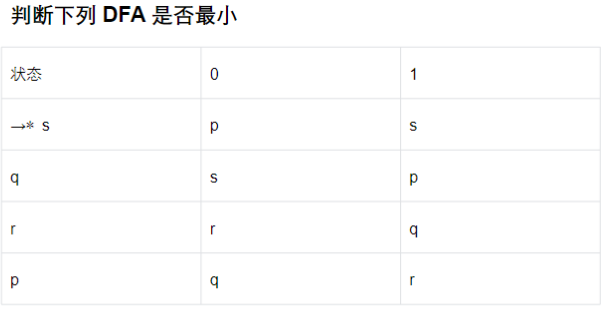 判断下列 DFA 是否最小
状态 0 1
→* s p s
q s p
r r q
p q r